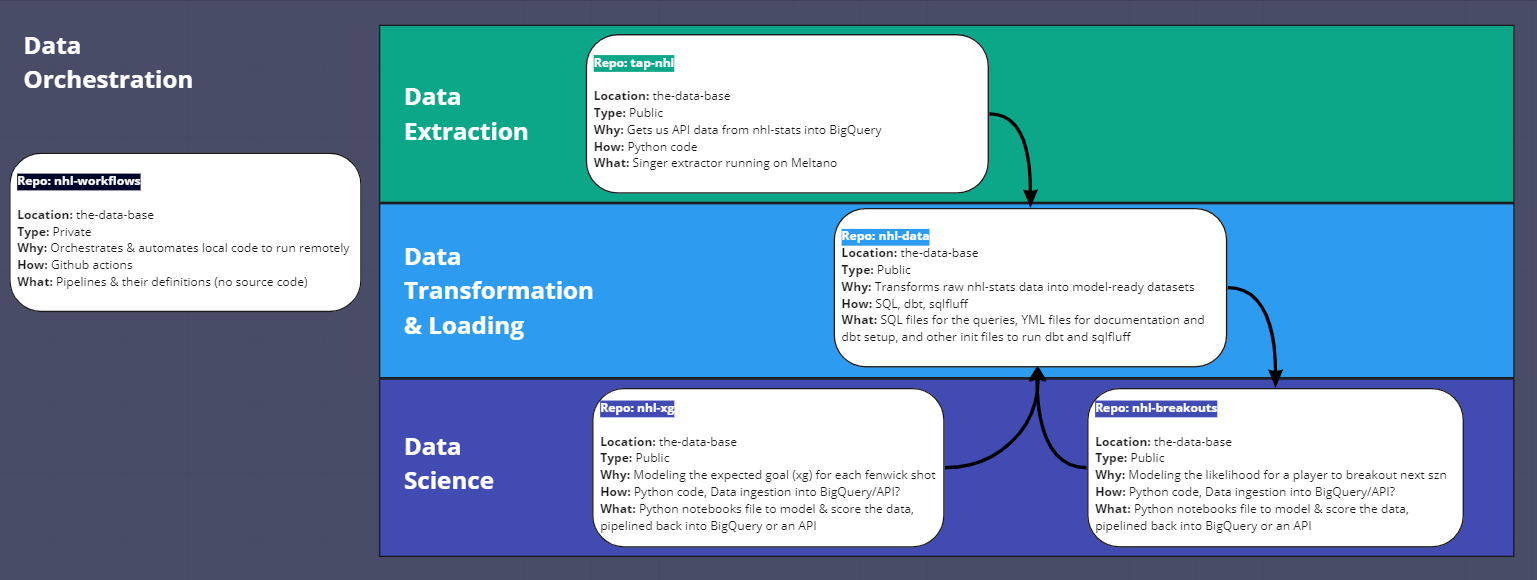 Data
Orchestration
Repo: nhl-workflows
Location: the-data-base
Type: Private
Why: Orchestrates & automates local code to run remotely
How: Github actions
What: Pipelines & their definitions (no source code)
Data
Extraction
Repo: tap-nhl
Location: the-data-base
Type: Public
Why: Gets us API data from nhl-stats into BigQuery
How: Python code
What: Singer extractor running on Meltano
Data
Transformation
& Loading
Repo: nhl-data
Location: the-data-base
Type: Public
Why: Transforms raw nhl-stats data into model-ready datasets
How: SQL, dbt, sqlfluff
What: SQL files for the queries, YML files for documentation and
dbt setup, and other init files to run dbt and sqlfluff
Data
Science
Repo: nhl-xg
Location: the-data-base
Type: Public
Why: Modeling the expected goal (xg) for each fenwick shot
How: Python code, Data ingestion into BigQuery/API?
What: Python notebooks file to model & score the data,
pipelined back into BigQuery or an API
Repo: nhl-breakouts
Location: the-data-base
Type: Public
Why: Modeling the likelihood for a player to breakout next szn
How: Python code, Data ingestion into BigQuery/API?
What: Python notebooks file to model & score the data,
pipelined back into BigQuery or an API